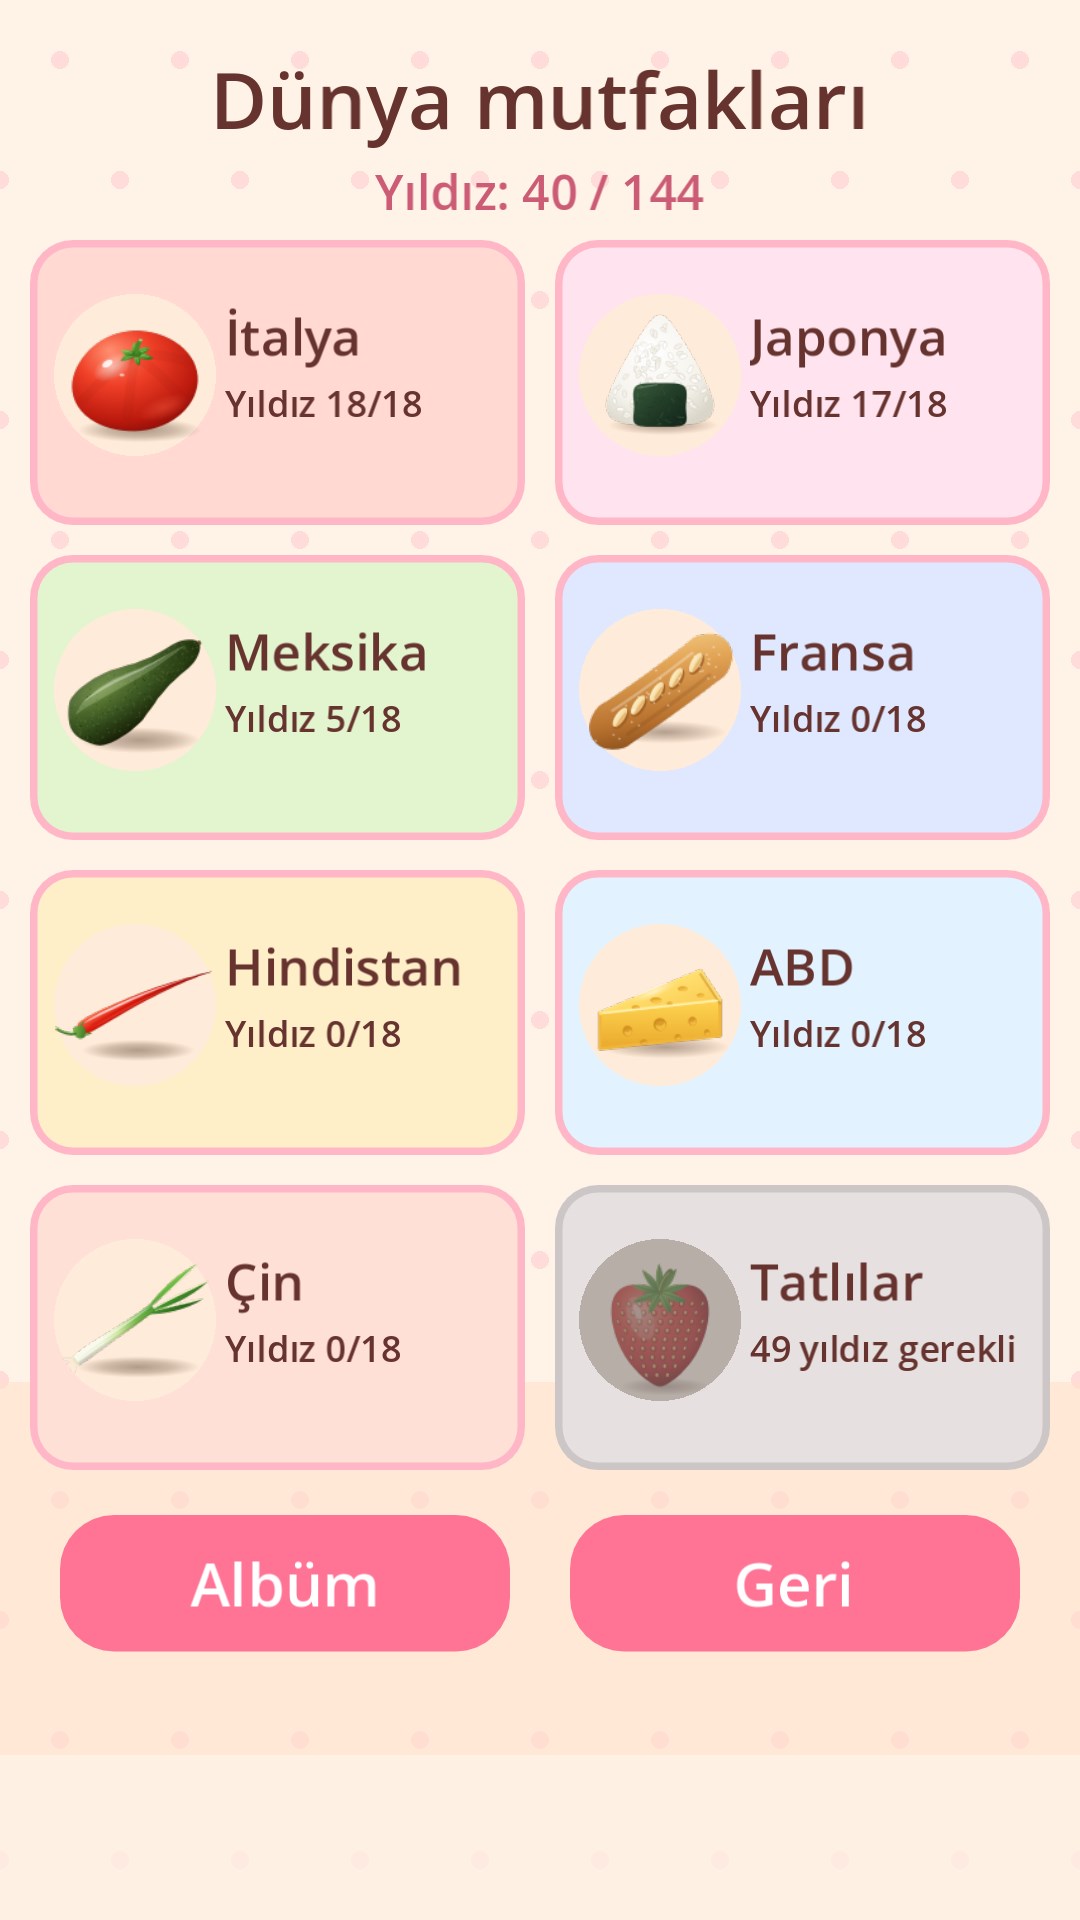 Dünya mutfakları
Yıldız: 40 / 144
İtalya
Yıldız 18/18
Japonya
Yıldız 17/18
Meksika
Yıldız 5/18
Fransa
Yıldız 0/18
Hindistan
Yıldız 0/18
ABD
Yıldız 0/18
Çin
Yıldız 0/18
Tatlılar
49 yıldız gerekli
Albüm
Geri